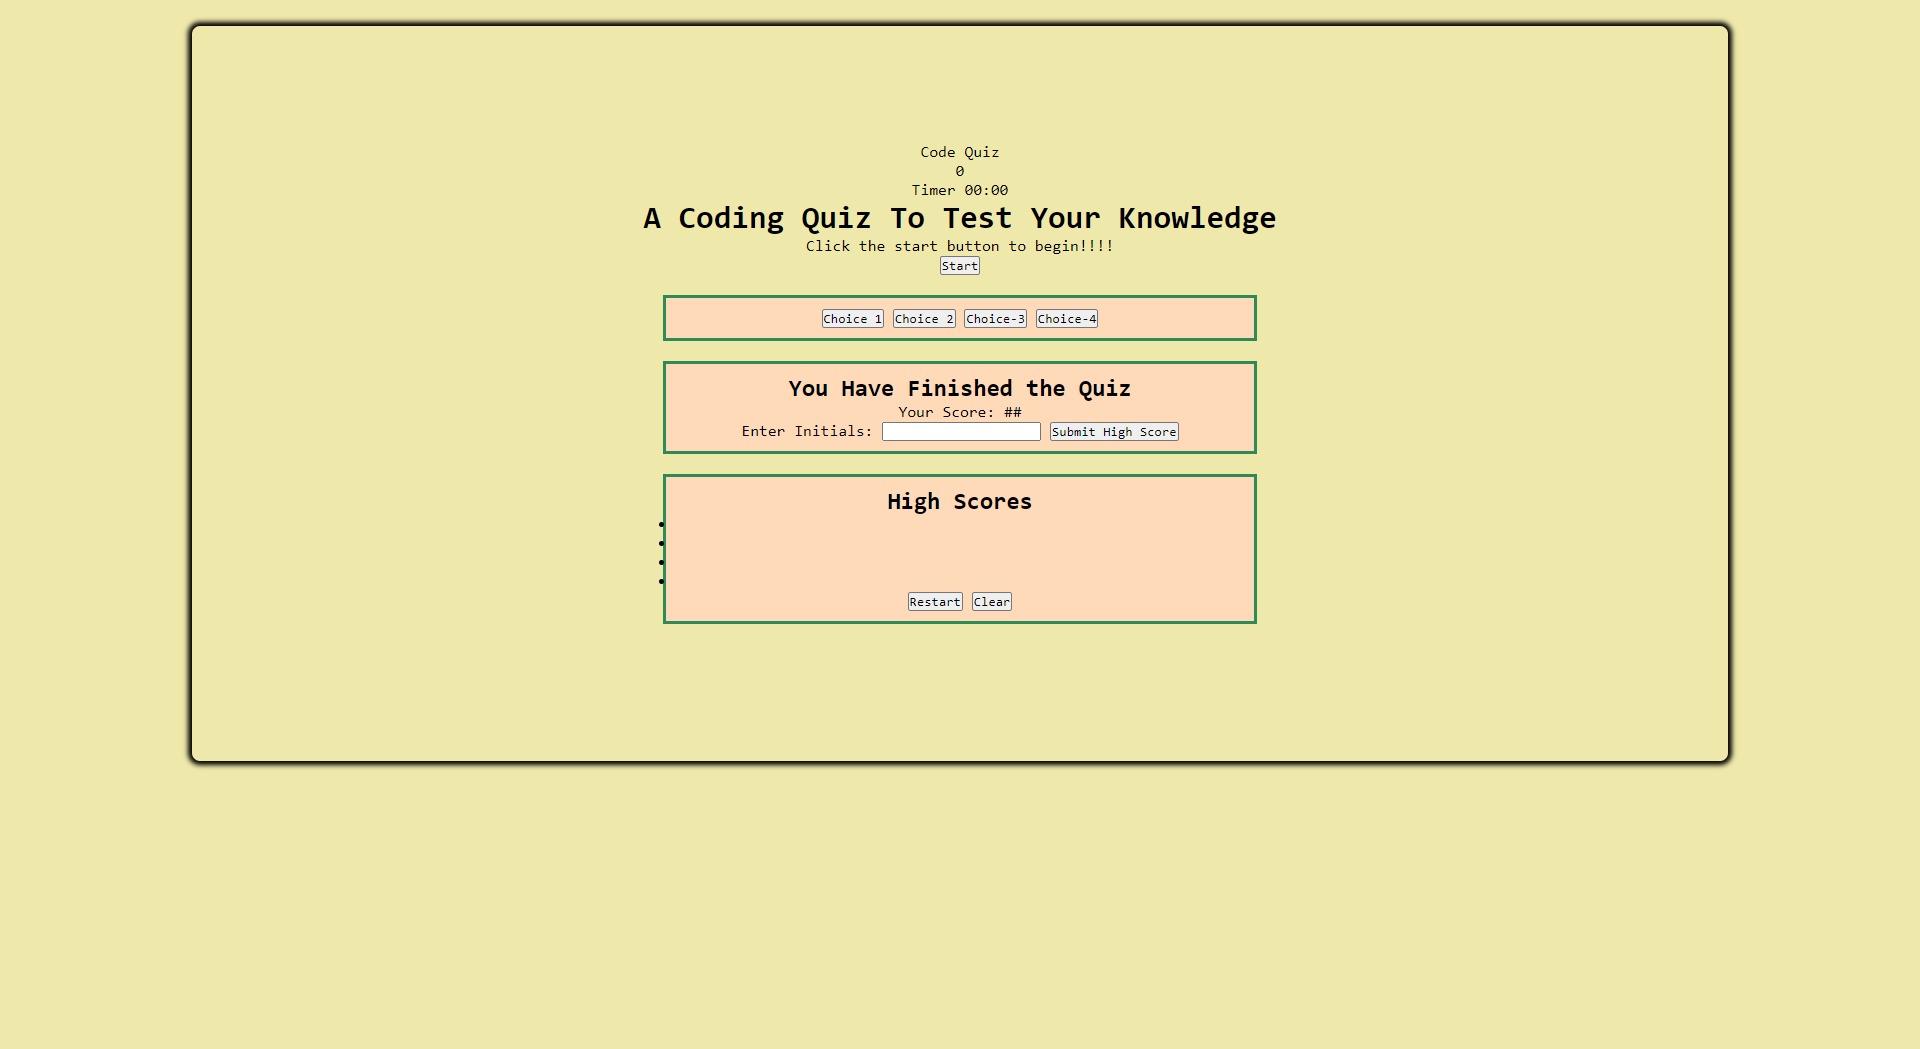 Code Quiz
0
Timer 00:00
A Coding Quiz To Test Your Knowledge
Click the start button to begin!!!!
Start
Choice 1 Choice 2 Choice-3 Choice-4
You Have Finished the Quiz
Your Score: ##
Enter Initials: Submit High Score
High Scores
Restart Clear